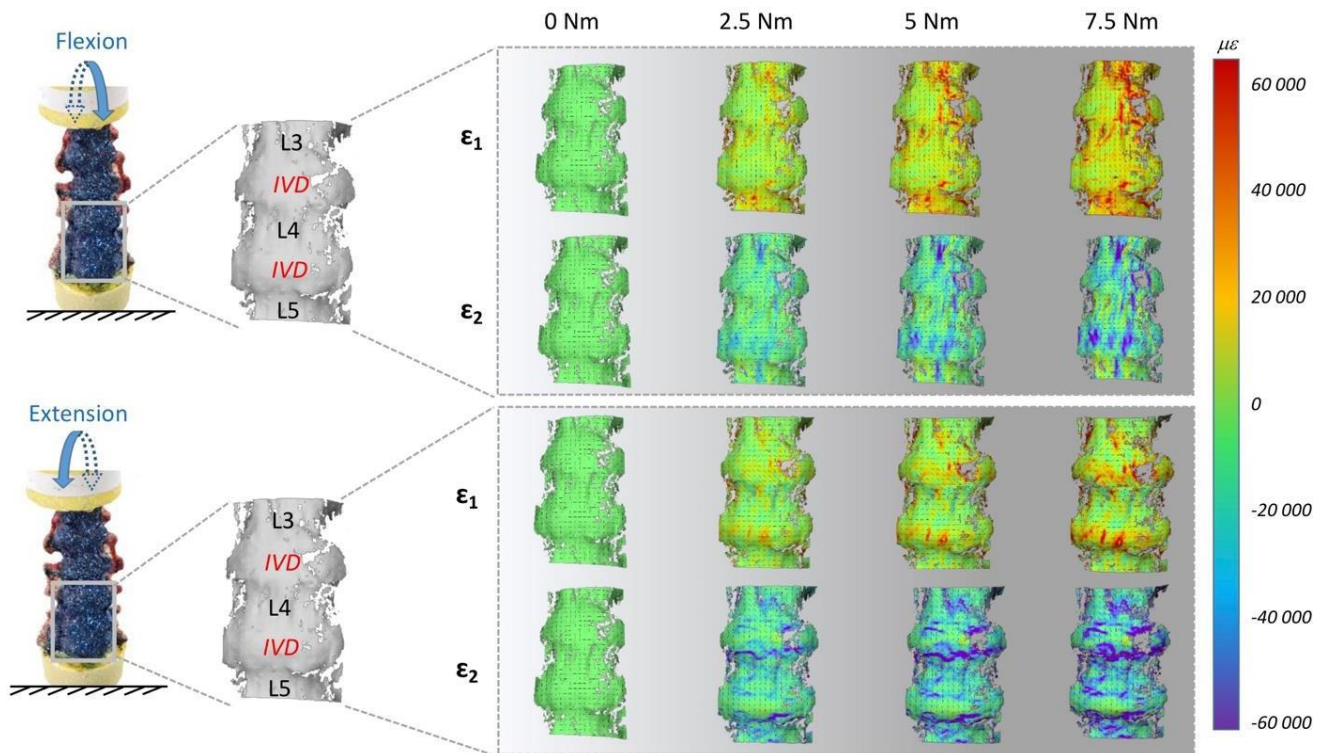 0 Nm 2.5 Nm 5 Nm 7.5 Nm
Flexion
L3
IVD
L4
IVD
L5
ε1
ε2
Extension
L3
IVD
L4
IVD
L5
ε1
ε2
με
60 000
40 000
20 000
0
-20 000
-40 000
-60 000